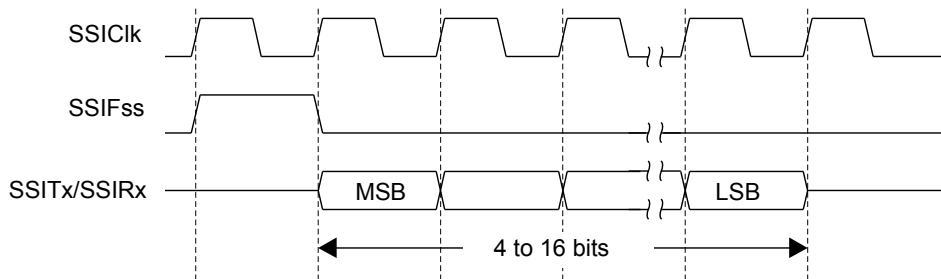 SSIClk
SSIFss
SSITx/SSIRx
MSB
LSB
4 to 16 bits